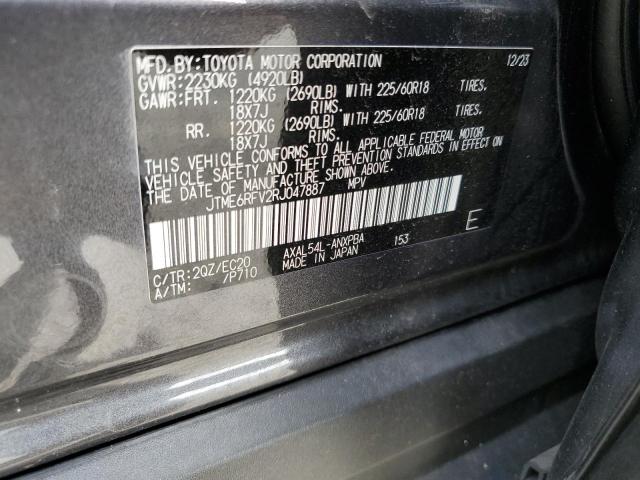 MFD.BY:TOYOTA MOTOR CORPORATION 12/23
GVWR:2230KG (4920LB)
GAWR:FRT. 1220KG (2690LB) WITH 225/60R18 TIRES.
18X7J RIMS.
RR. 1220KG (2690LB) WITH 225/60R18 TIRES.
18X7J RIMS.
THIS VEHICLE CONFORMS TO ALL APPLICABLE FEDERAL MOTOR
VEHICLE SAFETY AND THEFT PREVENTION STANDARDS IN EFFECT ON
THE DATE OF MANUFACTURE SHOWN ABOVE.
JTME6RFV2RJ047887 MPV
C/TR:2QZ/EC20 AXAL54L-ANXPBA 153 E
A/TM: /P710 MADE IN JAPAN